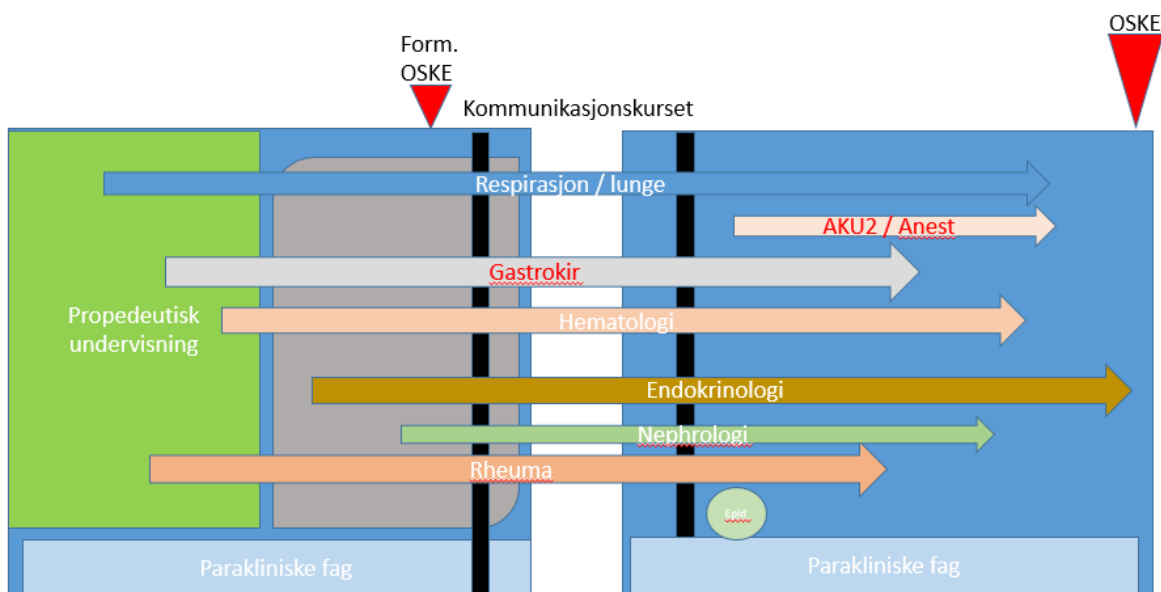 OSKE
Form.
OSKE
Kommunikasjonskurset
Respirasjon / lunge
AKU2 / Anest
Gastrokir
Propedeutisk
undervisning
Hematologi
Endokrinologi
Nephrologi
Rheuma
Epid.
Parakliniske fag
Parakliniske fag